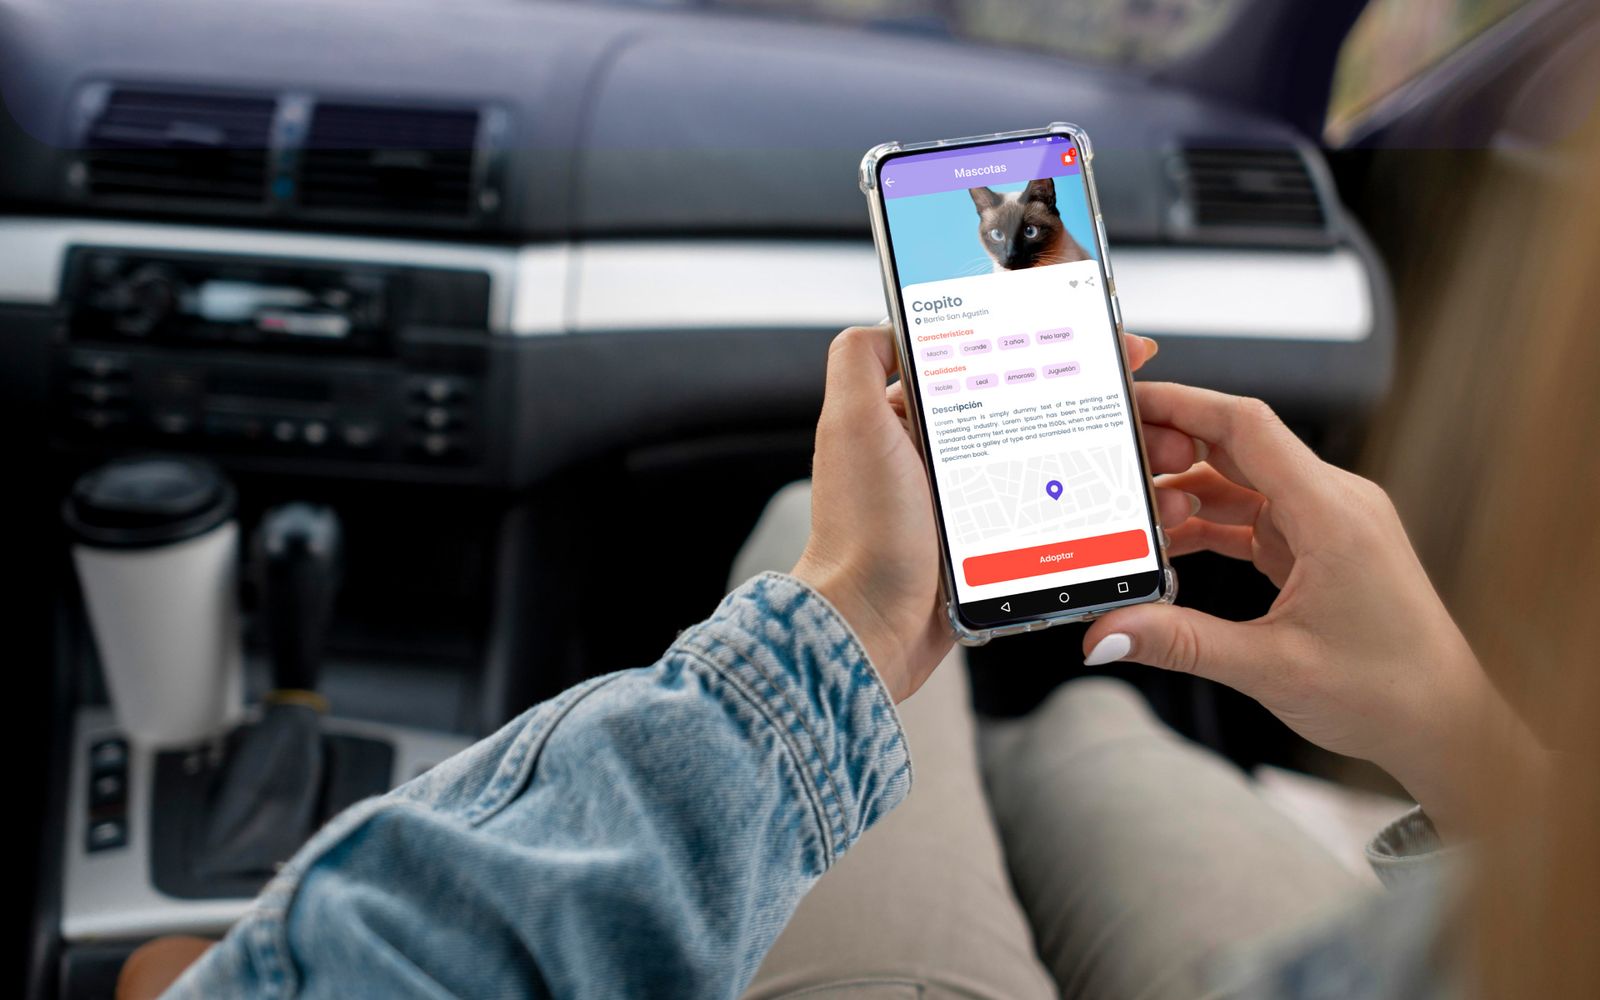 Mascotas
Copito
Barrio San Agustin
Características
Macho Grande 2 años Pelo largo
Cualidades
Noble Leal Amoroso Juguetón
Descripción
Lorem Ipsum is simply dummy text of the printing and
typesetting industry. Lorem Ipsum has been the industry's
standard dummy text ever since the 1500s, when an unknown
printer took a galley of type and scrambled it to make a type
specimen book.
Adoptar